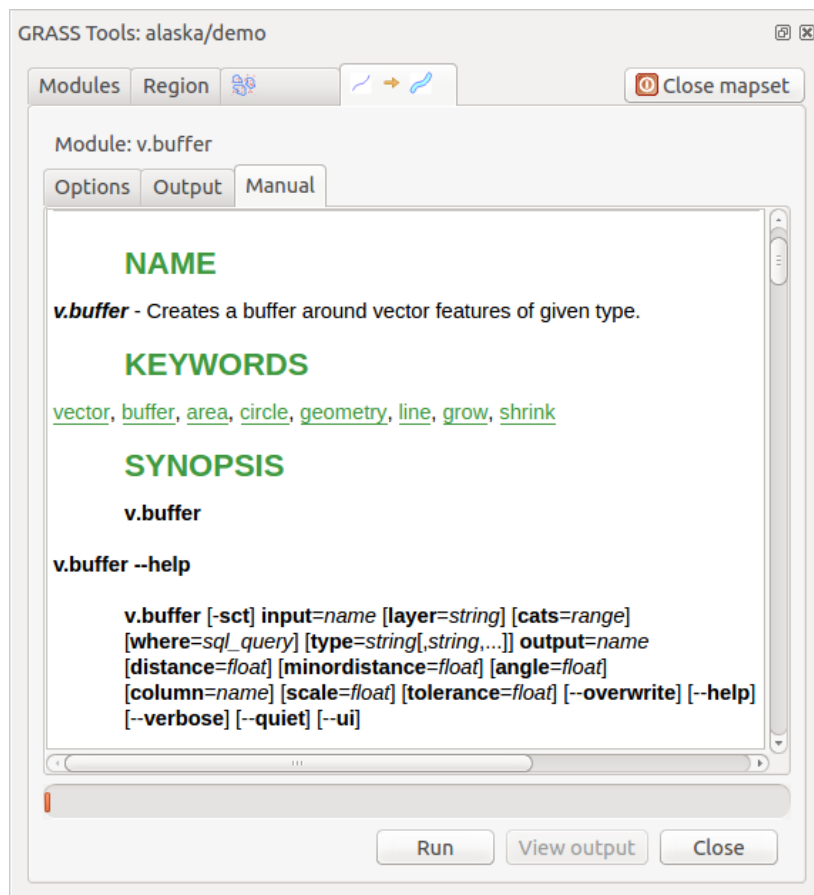 GRASS Tools: alaska/demo
Modules Region Close mapset
Module: v.buffer
Options Output Manual
NAME
v.buffer - Creates a buffer around vector features of given type.
KEYWORDS
vector, buffer, area, circle, geometry, line, grow, shrink
SYNOPSIS
v.buffer
v.buffer --help
v.buffer [-sct] input=name [layer=string] [cats=range]
[where=sql_query] [type=string[,string,...]] output=name
[distance=float] [minordistance=float] [angle=float]
[column=name] [scale=float] [tolerance=float] [--overwrite] [--help]
[--verbose] [--quiet] [--ui]
Run View output Close